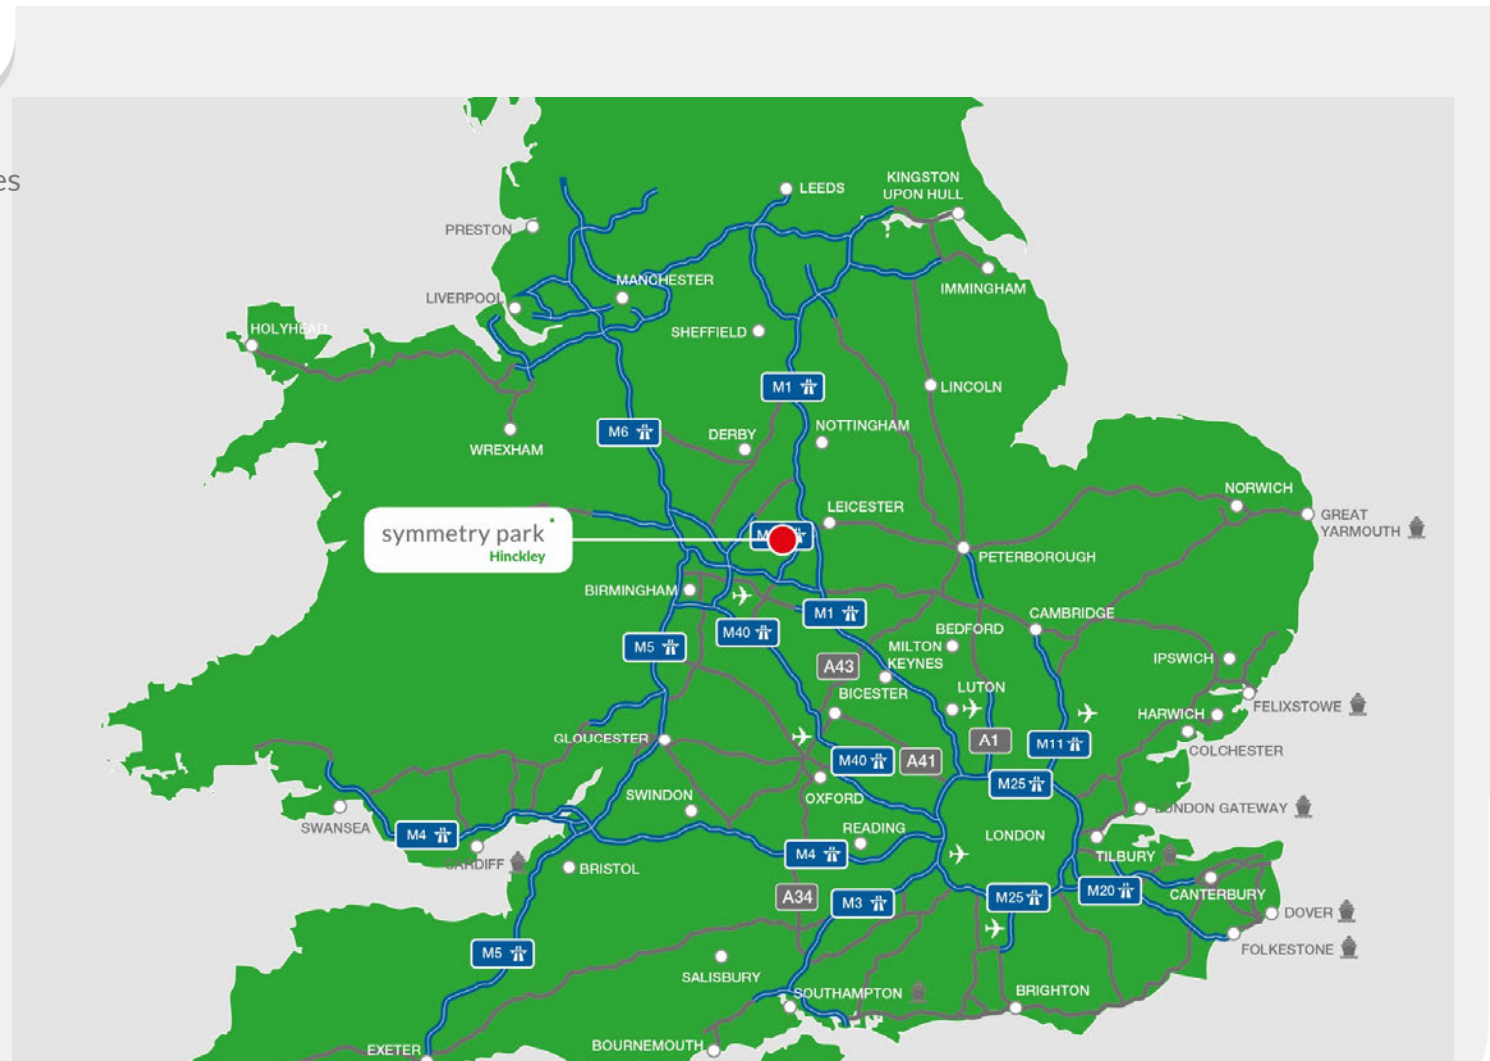 es
LEEDS
KINGSTON
UPON HULL
PRESTON
MANCHESTER
IMMINGHAM
LIVERPOOL
HOLYHEAD
SHEFFIELD
M1
LINCOLN
M6
DERBY
NOTTINGHAM
WREXHAM
NORWICH
LEICESTER
GREAT
YARMOUTH
symmetry park
Hinckley
PETERBOROUGH
BIRMINGHAM
M1
CAMBRIDGE
M40
BEDFORD
M5
MILTON
KEYNES
IPSWICH
A43
BICESTER
LUTON
FELIXSTOWE
HARWICH
GLOUCESTER
A1
M11
COLCHESTER
M40
A41
M25
SWINDON
OXFORD
LONDON GATEWAY
SWANSEA
M4
READING
LONDON
M4
TILBURY
CARDIFF
BRISTOL
A34
M3
M25
M20
CANTERBURY
DOVER
M5
FOLKESTONE
SALISBURY
SOUTHAMPTON
BRIGHTON
EXETER
BOURNEMOUTH